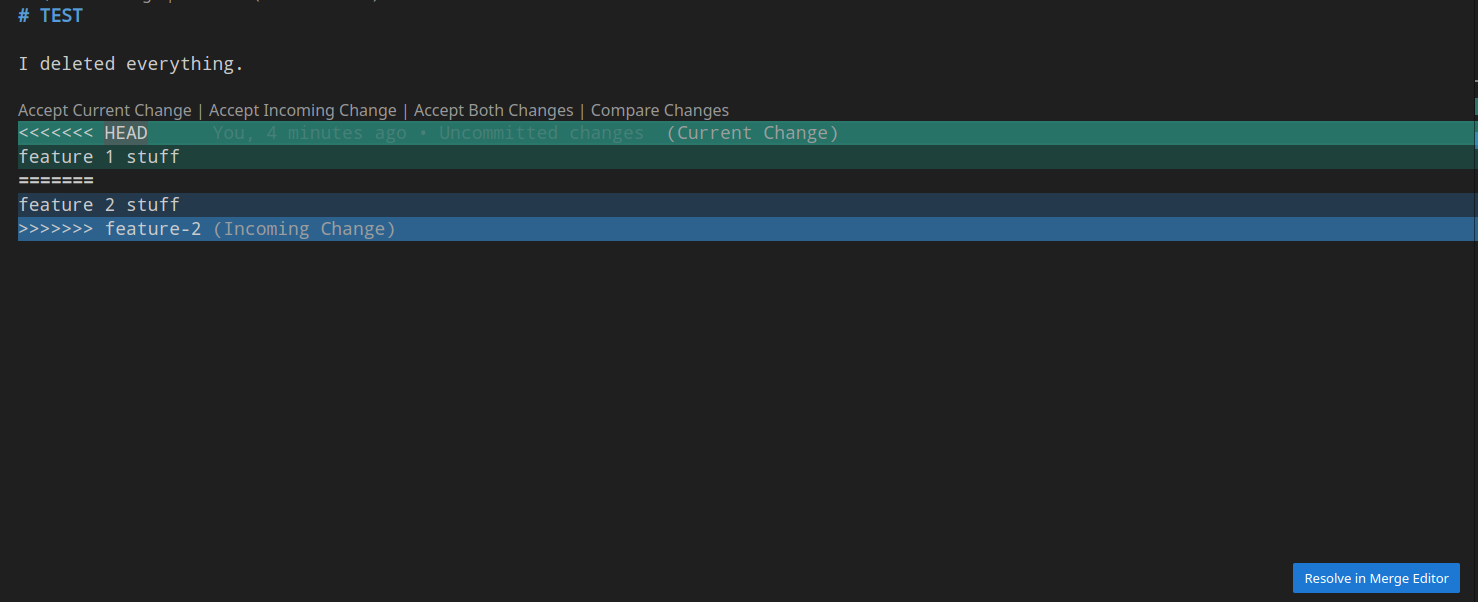 # TEST
I deleted everything.
Accept Current Change | Accept Incoming Change | Accept Both Changes | Compare Changes
<<<<<<< HEAD You, 4 minutes ago • Uncommitted changes (Current Change)
feature 1 stuff
=======
feature 2 stuff
>>>>>>> feature-2 (Incoming Change)
Resolve in Merge Editor